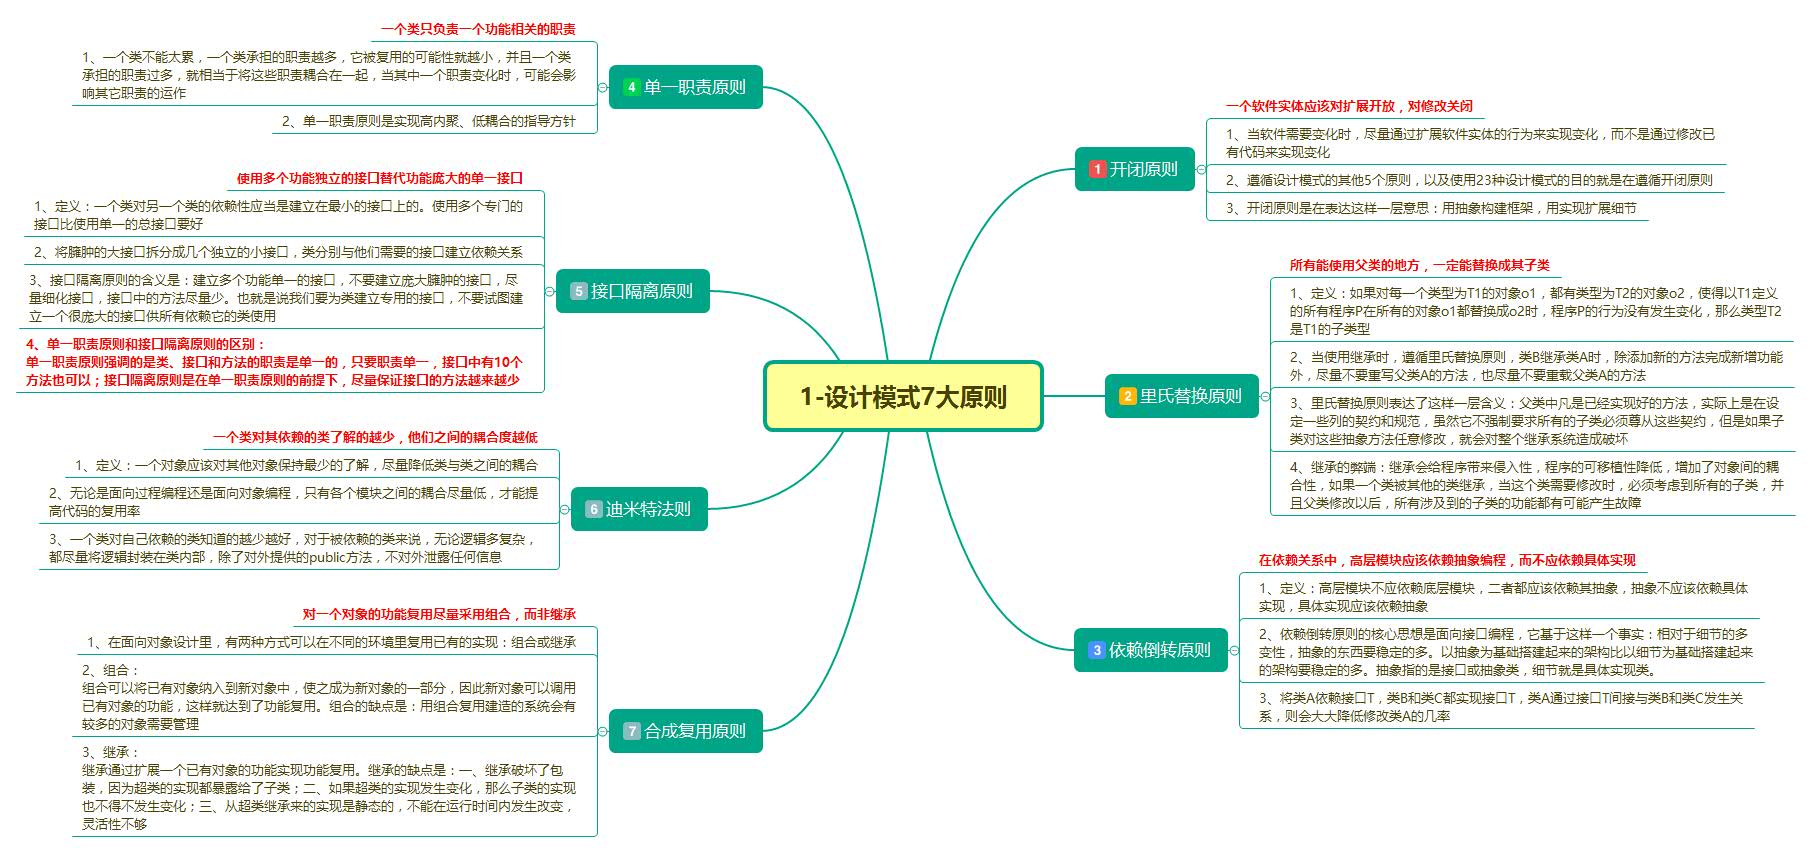 1-设计模式7大原则
1 开闭原则
一个软件实体应该对扩展开放，对修改关闭
1、当软件需要变化时，尽量通过扩展软件实体的行为来实现变化，而不是通过修改已
有代码来实现变化
2、遵循设计模式的其他5个原则，以及使用23种设计模式的目的就是在遵循开闭原则
3、开闭原则是在表达这样一层意思：用抽象构建框架，用实现扩展细节
2 里氏替换原则
所有能使用父类的地方，一定能替换成其子类
1、定义：如果对每一个类型为T1的对象o1，都有类型为T2的对象o2，使得以T1定义
的所有程序P在所有的对象o1都替换成o2时，程序P的行为没有发生变化，那么类型T2
是T1的子类型
2、当使用继承时，遵循里氏替换原则，类B继承类A时，除添加新的方法完成新增功能
外，尽量不要重写父类A的方法，也尽量不要重载父类A的方法
3、里氏替换原则表达了这样一层含义：父类中凡是已经实现好的方法，实际上是在设
定一些列的契约和规范，虽然它不强制要求所有的子类必须尊从这些契约，但是如果子
类对这些抽象方法任意修改，就会对整个继承系统造成破坏
4、继承的弊端：继承会给程序带来侵入性，程序的可移植性降低，增加了对象间的耦
合性，如果一个类被其他的类继承，当这个类需要修改时，必须考虑到所有的子类，并
且父类修改以后，所有涉及到的子类的功能都有可能产生故障
3 依赖倒转原则
在依赖关系中，高层模块应该依赖抽象编程，而不应依赖具体实现
1、定义：高层模块不应依赖底层模块，二者都应该依赖其抽象，抽象不应该依赖具体
实现，具体实现应该依赖抽象
2、依赖倒转原则的核心思想是面向接口编程，它基于这样一个事实：相对于细节的多
变性，抽象的东西要稳定的多。以抽象为基础搭建起来的架构比以细节为基础搭建起来
的架构要稳定的多。抽象指的是接口或抽象类，细节就是具体实现类。
3、将类A依赖接口T，类B和类C都实现接口T，类A通过接口T间接与类B和类C发生关
系，则会大大降低修改类A的几率
4 单一职责原则
一个类只负责一个功能相关的职责
1、一个类不能太累，一个类承担的职责越多，它被复用的可能性就越小，并且一个类
承担的职责过多，就相当于将这些职责耦合在一起，当其中一个职责变化时，可能会影
响其它职责的运作
2、单一职责原则是实现高内聚、低耦合的指导方针
5 接口隔离原则
使用多个功能独立的接口替代功能庞大的单一接口
1、定义：一个类对另一个类的依赖性应当是建立在最小的接口上的。使用多个专门的
接口比使用单一的总接口要好
2、将臃肿的大接口拆分成几个独立的小接口，类分别与他们需要的接口建立依赖关系
3、接口隔离原则的含义是：建立多个功能单一的接口，不要建立庞大臃肿的接口，尽
量细化接口，接口中的方法尽量少。也就是说我们要为类建立专用的接口，不要试图建
立一个很庞大的接口供所有依赖它的类使用
4、单一职责原则和接口隔离原则的区别：
单一职责原则强调的是类、接口和方法的职责是单一的，只要职责单一，接口中有10个
方法也可以；接口隔离原则是在单一职责原则的前提下，尽量保证接口的方法越来越少
6 迪米特法则
一个类对其依赖的类了解的越少，他们之间的耦合度越低
1、定义：一个对象应该对其他对象保持最少的了解，尽量降低类与类之间的耦合
2、无论是面向过程编程还是面向对象编程，只有各个模块之间的耦合尽量低，才能提
高代码的复用率
3、一个类对自己依赖的类知道的越少越好，对于被依赖的类来说，无论逻辑多复杂，
都尽量将逻辑封装在类内部，除了对外提供的public方法，不对外泄露任何信息
7 合成复用原则
对一个对象的功能复用尽量采用组合，而非继承
1、在面向对象设计里，有两种方式可以在不同的环境里复用已有的实现：组合或继承
2、组合：
组合可以将已有对象纳入到新对象中，使之成为新对象的一部分，因此新对象可以调用
已有对象的功能，这样就达到了功能复用。组合的缺点是：用组合复用建造的系统会有
较多的对象需要管理
3、继承：
继承通过扩展一个已有对象的功能实现功能复用。继承的缺点是：一、继承破坏了包
装，因为超类的实现都暴露给了子类；二、如果超类的实现发生变化，那么子类的实现
也不得不发生变化；三、从超类继承来的实现是静态的，不能在运行时间内发生改变，
灵活性不够